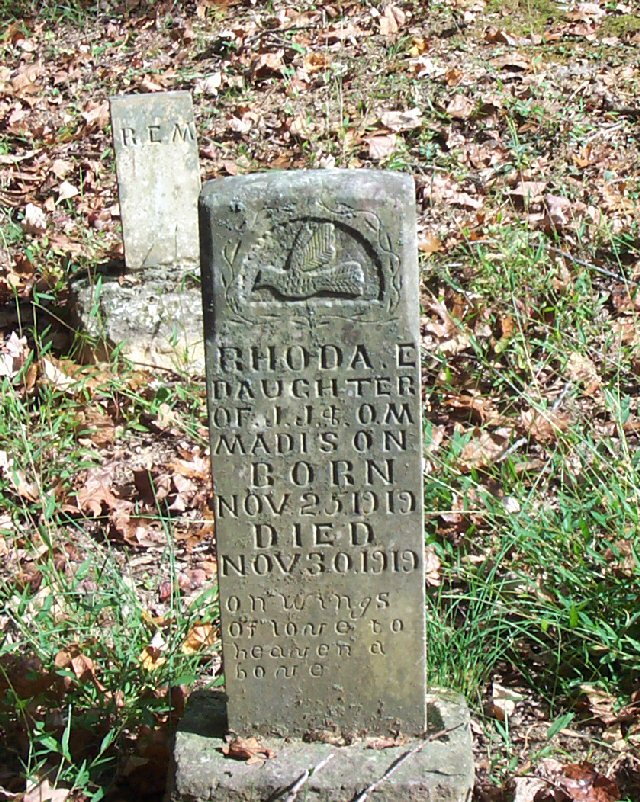 R.E.M
RHODA. E
DAUGHTER
OF. J. J. & O. M
MADISON
BORN
NOV. 25 1919
DIED
NOV. 30. 1919
on wings
of love to
heaven a
bove